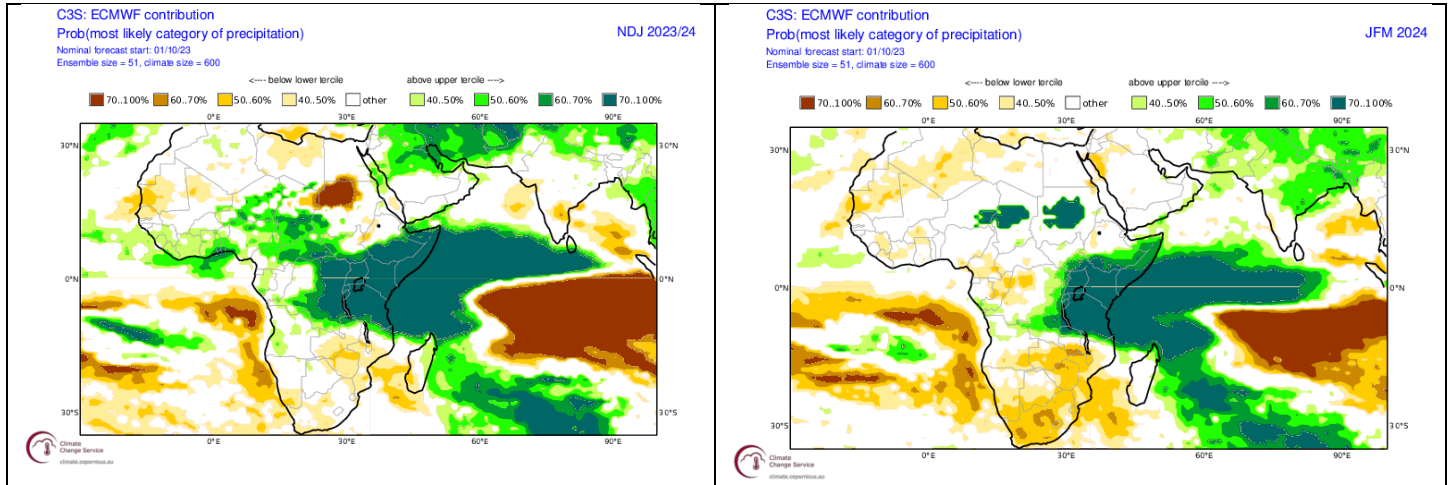 C3S: ECMWF contribution
Prob(most likely category of precipitation)
NDJ 2023/24
Nominal forecast start: 01/10/23
Ensemble size = 51, climate size = 600
<---- below lower tercile
above upper tercile ---->
70..100%
60..70%
50..60%
40..50%
other
40..50%
50..60%
60..70%
70..100%
0°E
30°E
60°E
90°E
30°N
30°N
0°N
0°N
30°S
30°S
0°E
30°E
60°E
90°E
Climate
Change Service
climate.copernicus.eu
C3S: ECMWF contribution
Prob(most likely category of precipitation)
JFM 2024
Nominal forecast start: 01/10/23
Ensemble size = 51, climate size = 600
<---- below lower tercile
above upper tercile ---->
70..100%
60..70%
50..60%
40..50%
other
40..50%
50..60%
60..70%
70..100%
0°E
30°E
60°E
90°E
30°N
30°N
0°N
0°N
30°S
30°S
0°E
30°E
60°E
90°E
Climate
Change Service
climate.copernicus.eu